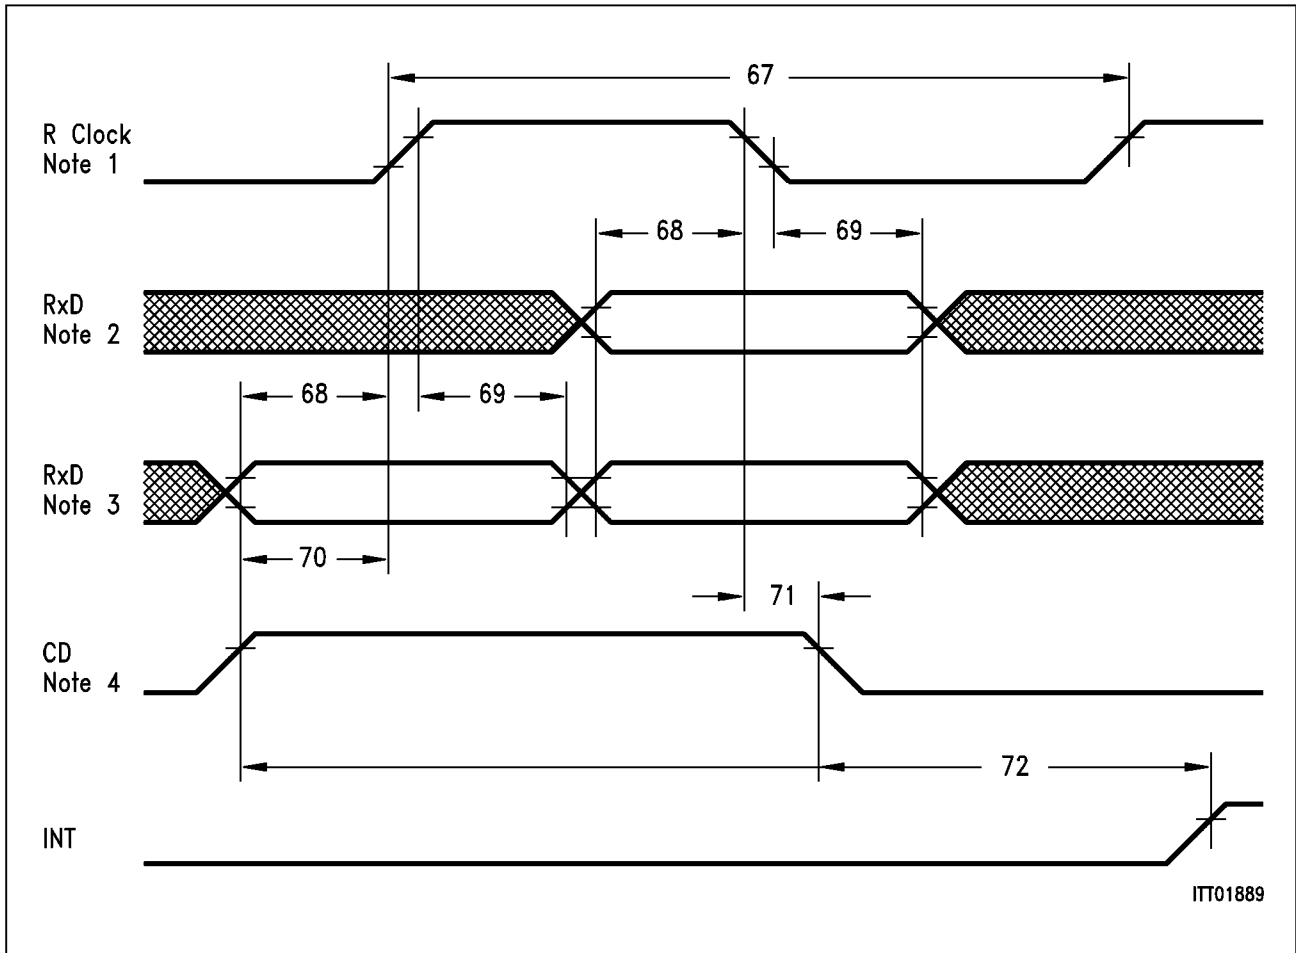 67
R Clock
Note 1
68
69
RxD
Note 2
68
69
RxD
Note 3
70
71
CD
Note 4
72
INT
ITT01889